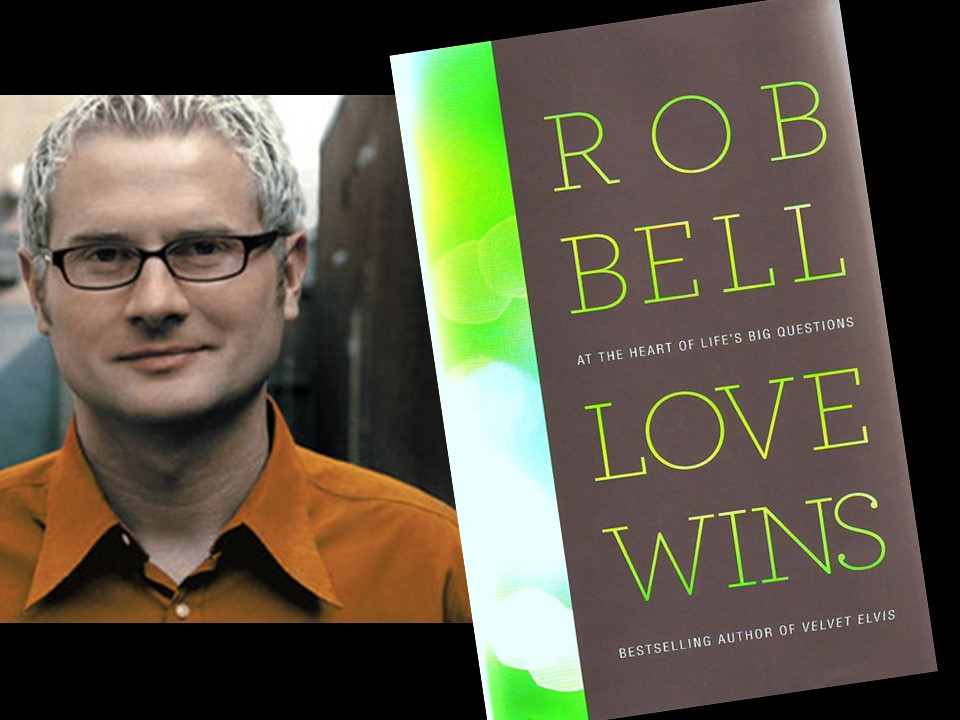 ROB
BELL
AT THE HEART OF LIFE'S BIG QUESTIONS
LOVE
WINS
BESTSELLING AUTHOR OF VELVET ELVIS